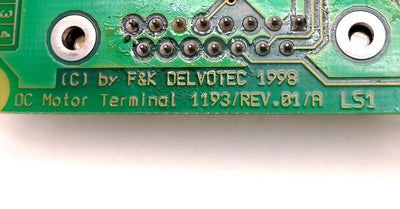 (C) by F&K DELVOTEC 1998
DC Motor Terminal 1193/REV.01/A LS1